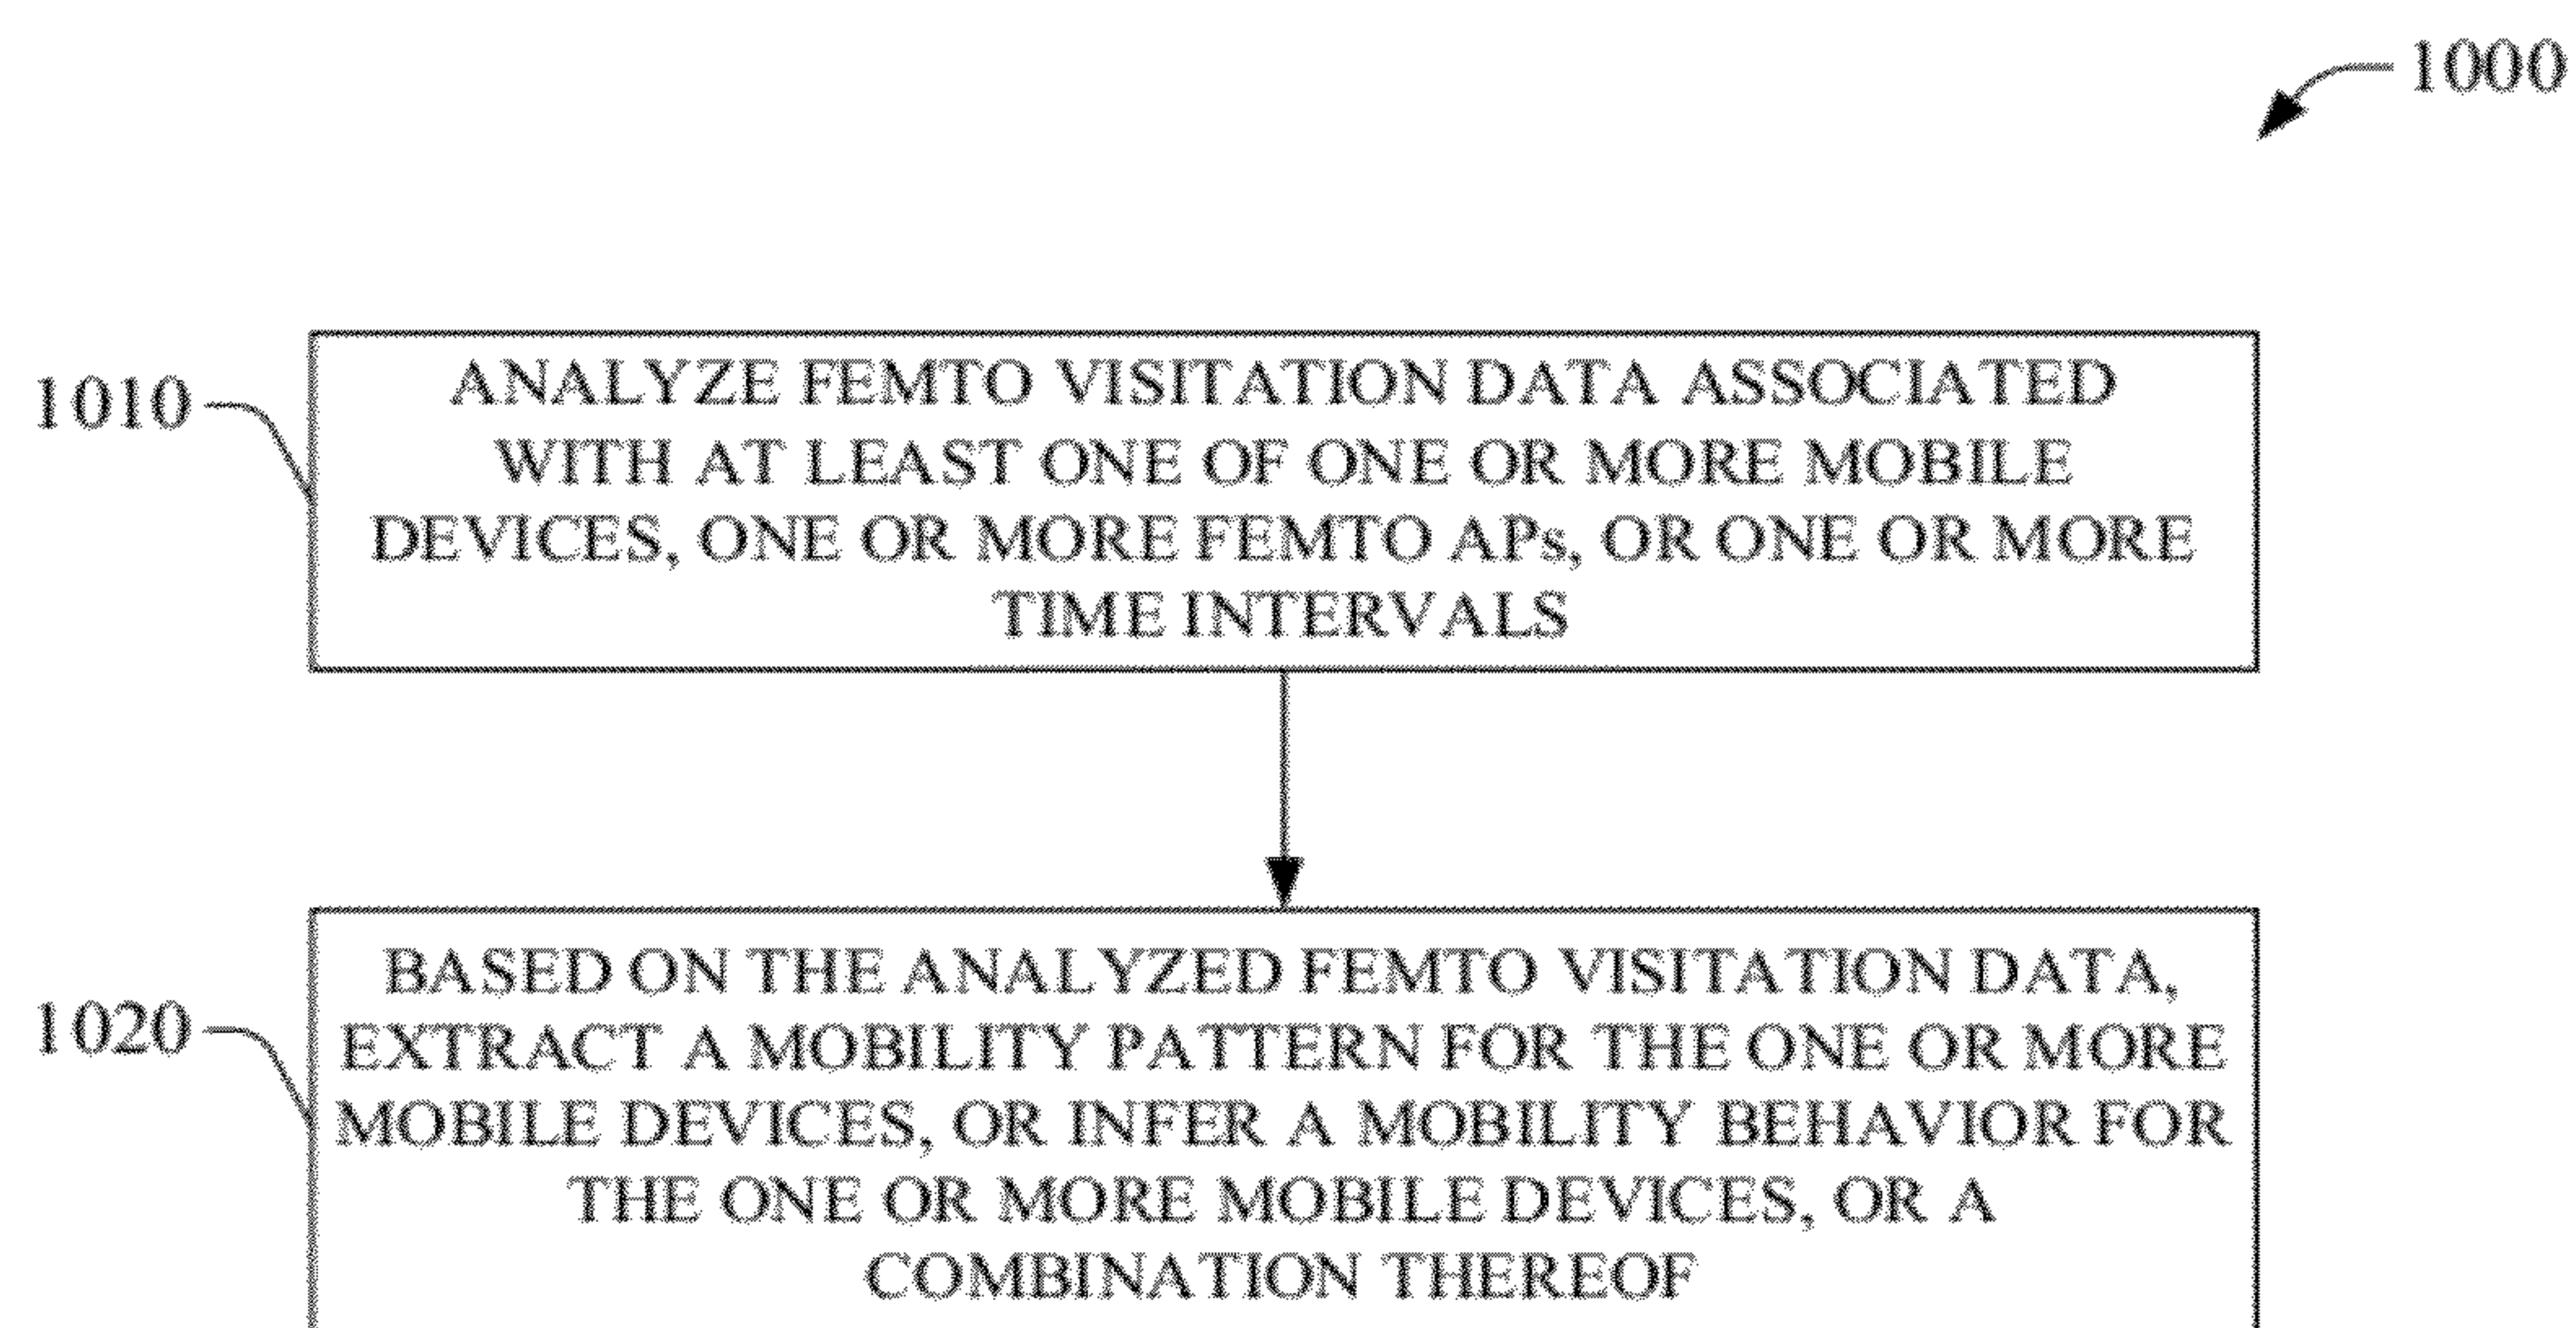 1000
1010
ANALYZE FEMTO VISITATION DATA ASSOCIATED
WITH AT LEAST ONE OF ONE OR MORE MOBILE
DEVICES, ONE OR MORE FEMTO APs, OR ONE OR MORE
TIME INTERVALS
1020
BASED ON THE ANALYZED FEMTO VISITATION DATA,
EXTRACT A MOBILITY PATTERN FOR THE ONE OR MORE
MOBILE DEVICES, OR INFER A MOBILITY BEHAVIOR FOR
THE ONE OR MORE MOBILE DEVICES, OR A
COMBINATION THEREOF